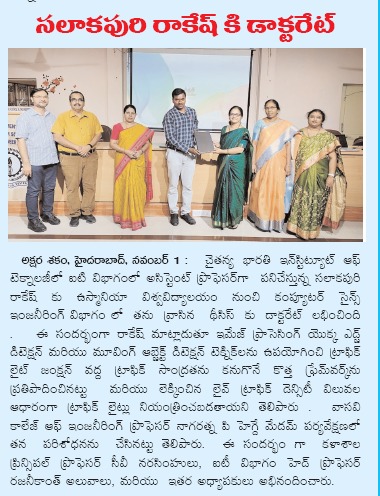 సలాకపురి రాకేష్ కి డాక్టరేట్
అక్షర శకం, హైదరాబాద్, నవంబర్ 1 : చైతన్య భారతి ఇన్‌స్టిట్యూట్ ఆఫ్
టెక్నాలజీలో ఐటీ విభాగంలో అసిస్టెంట్ ప్రొఫెసర్‌గా పనిచేస్తున్న సలాకపురి
రాకేష్ కు ఉస్మానియా విశ్వవిద్యాలయం నుంచి కంప్యూటర్ సైన్స్
ఇంజనీరింగ్ విభాగం లో తను వ్రాసిన థీసిస్ కు డాక్టరేట్ లభించింది
. ఈ సందర్భంగా రాకేష్ మాట్లాడుతూ ఇమేజ్ ప్రాసెసింగ్ యొక్క ఎడ్జ్
డిటెక్షన్ మరియు మూవింగ్ ఆబ్జెక్ట్ డిటెక్షన్ టెక్నిక్‌లను ఉపయోగించి ట్రాఫిక్
లైట్ జంక్షన్ వద్ద ట్రాఫిక్ సాంద్రతను కనుగొనే కొత్త ఫ్రేమ్‌వర్క్‌ను
ప్రతిపాదించినట్టు మరియు లెక్కించిన లైవ్ ట్రాఫిక్ డెన్సిటీ విలువల
ఆధారంగా ట్రాఫిక్ లైట్లు నియంత్రించబడతాయని తెలిపారు . వాసవి
కాలేజ్ ఆఫ్ ఇంజనీరింగ్ ప్రొఫెసర్ నాగరత్న పి హెగ్డే మేడమ్ పర్యవేక్షణలో
తన పరిశోధనను చేసినట్టు తెలిపారు. ఈ సందర్భం గా కళాశాల
ప్రిన్సిపల్ ప్రొఫెసర్ సీవీ నరసింహులు, ఐటీ విభాగం హెడ్ ప్రొఫెసర్
రజనీకాంత్ అలువాలు, మరియు ఇతర అధ్యాపకులు అభినందించారు.